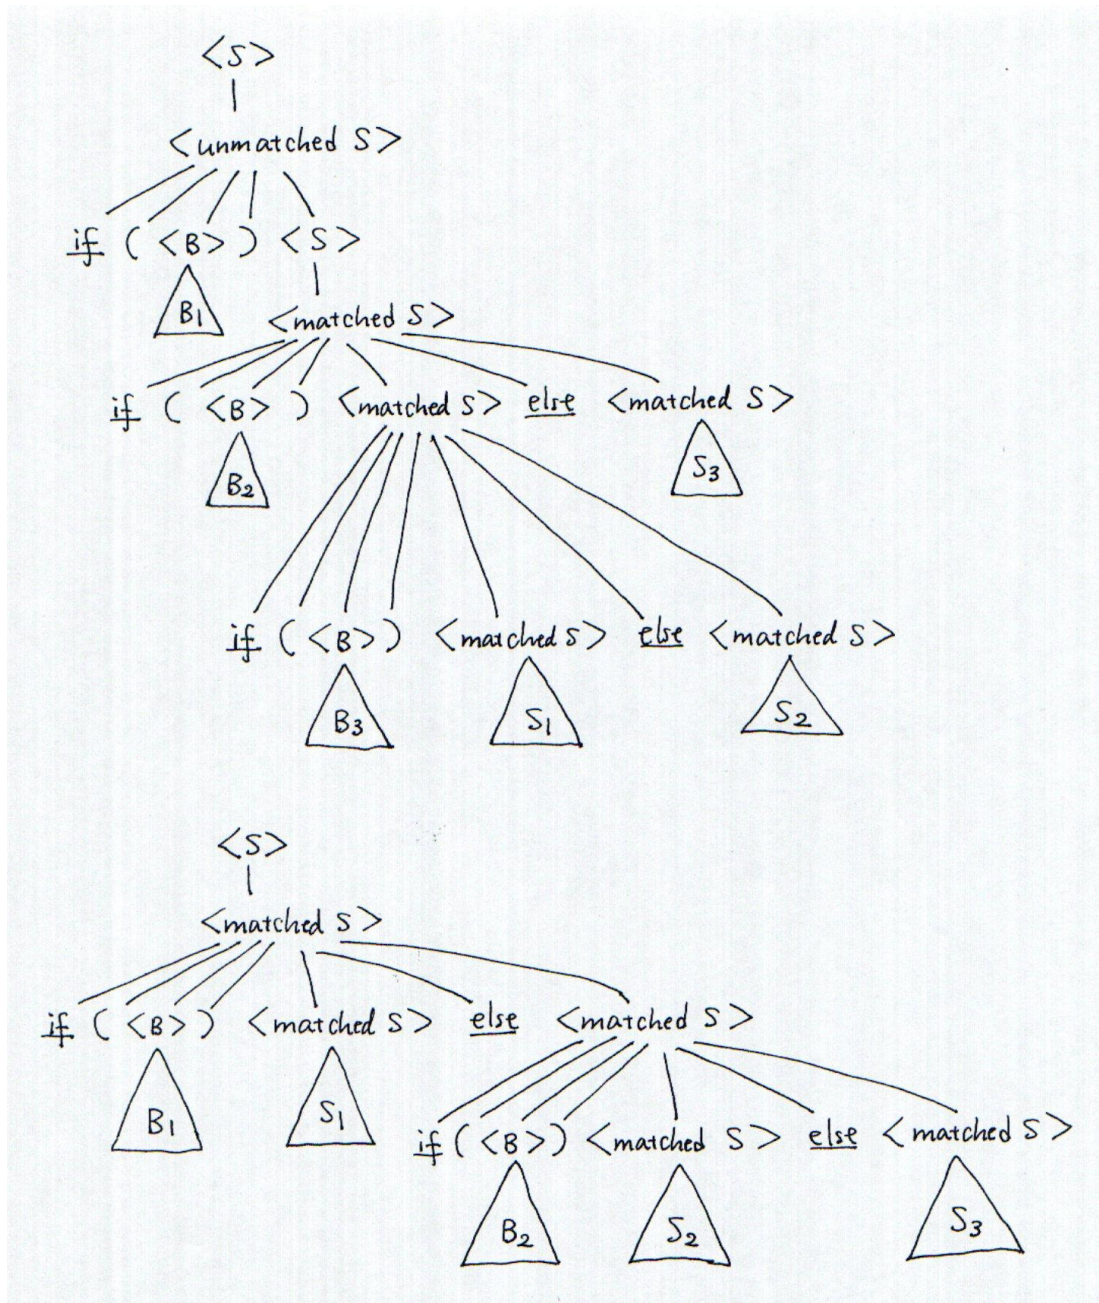 <S>
<unmatched S>
if ( <B> ) <S>
B1
<matched S>
if ( <B> ) <matched S> else <matched S>
B2 S3
if ( <B> ) <matched S> else <matched S>
B3 S1 S2
<S>
<matched S>
if ( <B> ) <matched S> else <matched S>
B1 S1
if ( <B> ) <matched S> else <matched S>
B2 S2 S3